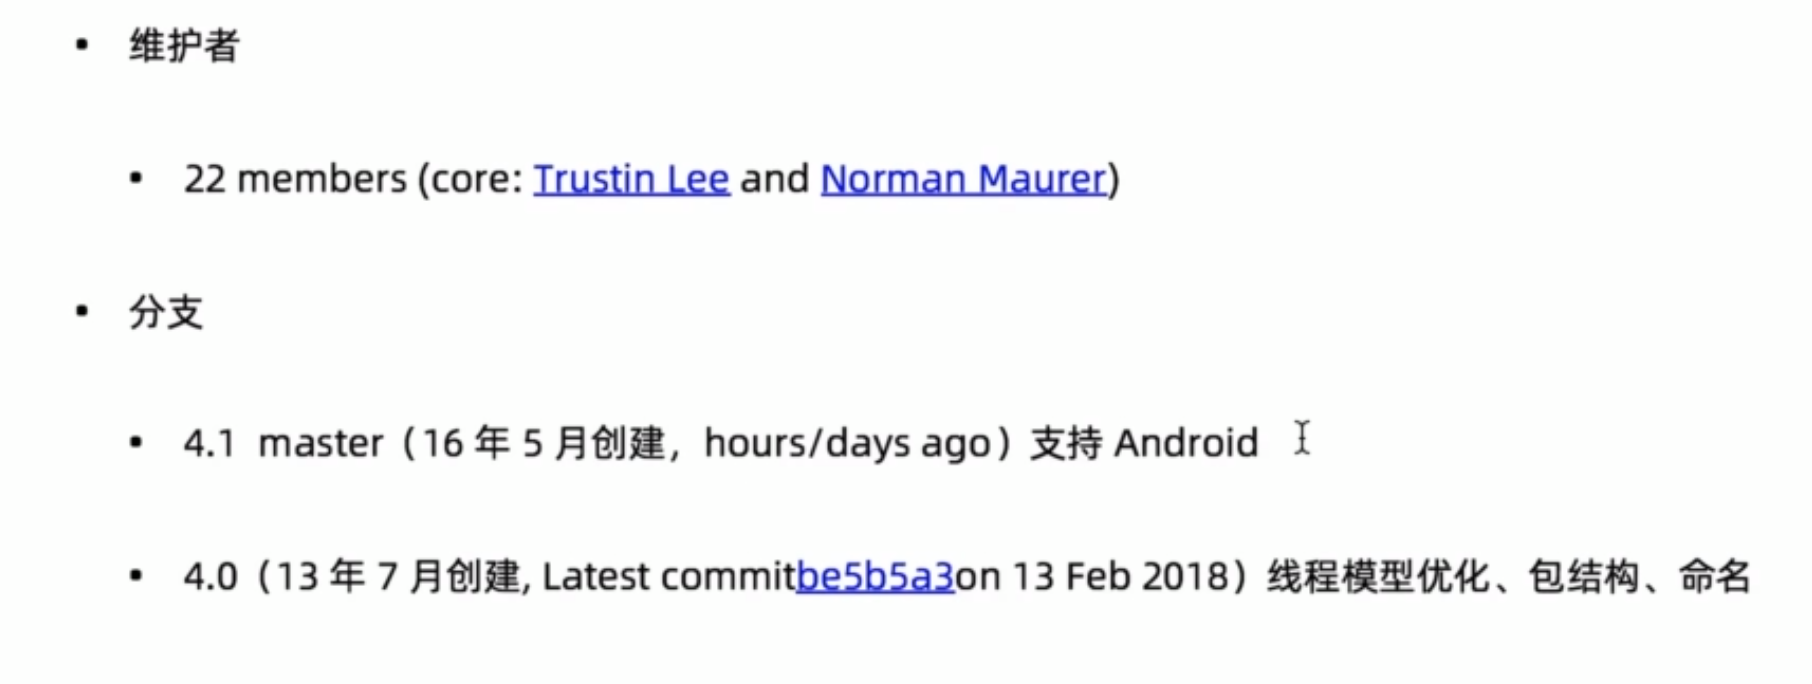 • 维护者
• 22 members (core: Trustin Lee and Norman Maurer)
• 分支
• 4.1 master（16 年 5 月创建，hours/days ago）支持 Android
• 4.0（13 年 7 月创建, Latest commitbe5b5a3on 13 Feb 2018）线程模型优化、包结构、命名